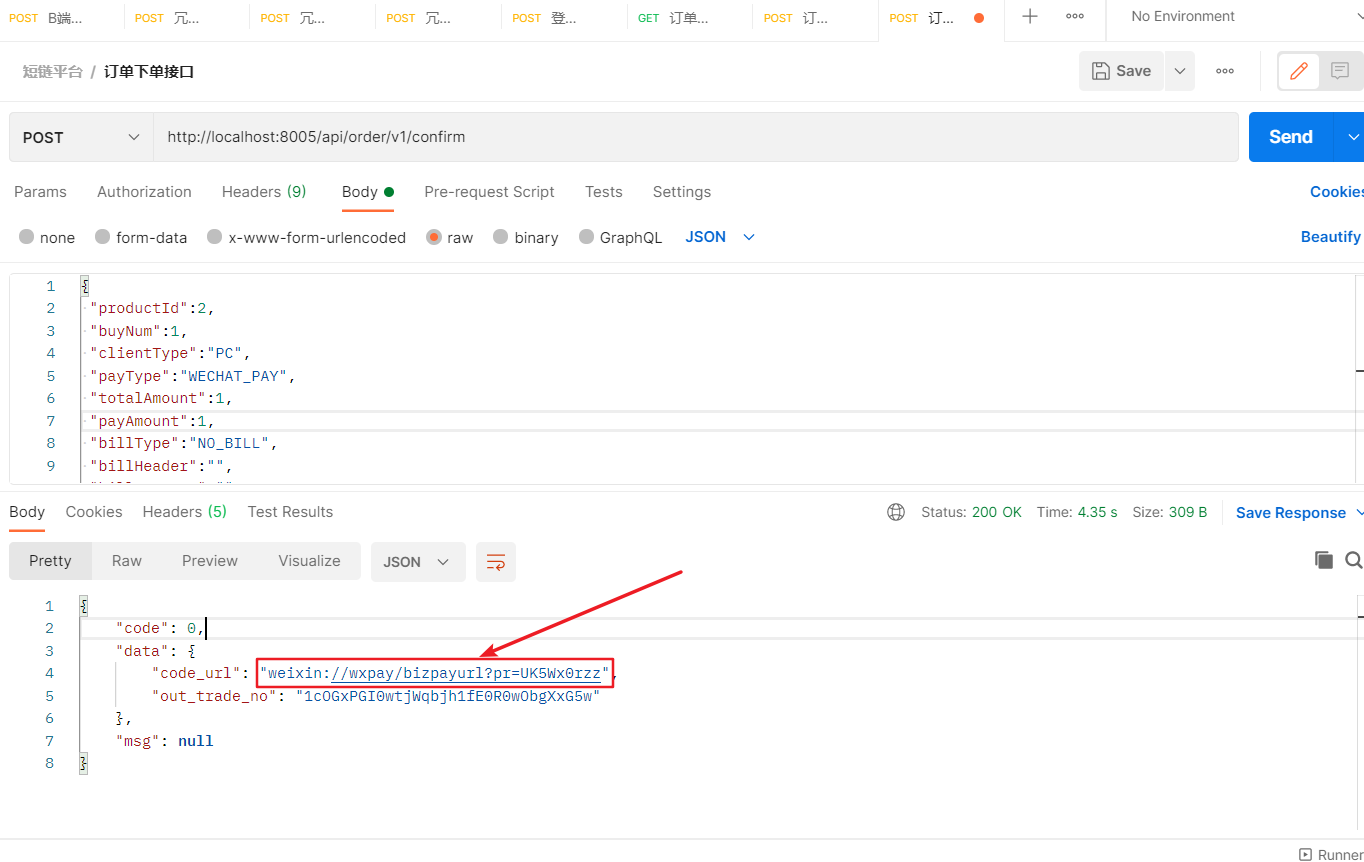 POST B端... POST 冗... POST 冗... POST 冗... POST 登... GET 订单... POST 订... POST 订... No Environment
短链平台 / 订单下单接口 Save
POST http://localhost:8005/api/order/v1/confirm Send
Params Authorization Headers (9) Body Pre-request Script Tests Settings Cookies
none form-data x-www-form-urlencoded raw binary GraphQL JSON Beautify
1 {
2 "productId":2,
3 "buyNum":1,
4 "clientType":"PC",
5 "payType":"WECHAT_PAY",
6 "totalAmount":1,
7 "payAmount":1,
8 "billType":"NO_BILL",
9 "billHeader":"",
Body Cookies Headers (5) Test Results Status: 200 OK Time: 4.35 s Size: 309 B Save Response
Pretty Raw Preview Visualize JSON
1 {
2 "code": 0,
3 "data": {
4 "code_url": "weixin://wxpay/bizpayurl?pr=UK5Wx0rzz",
5 "out_trade_no": "1cOGxPGI0wtjWqbjh1fE0R0wObgXxG5w"
6 },
7 "msg": null
8 }
Runner